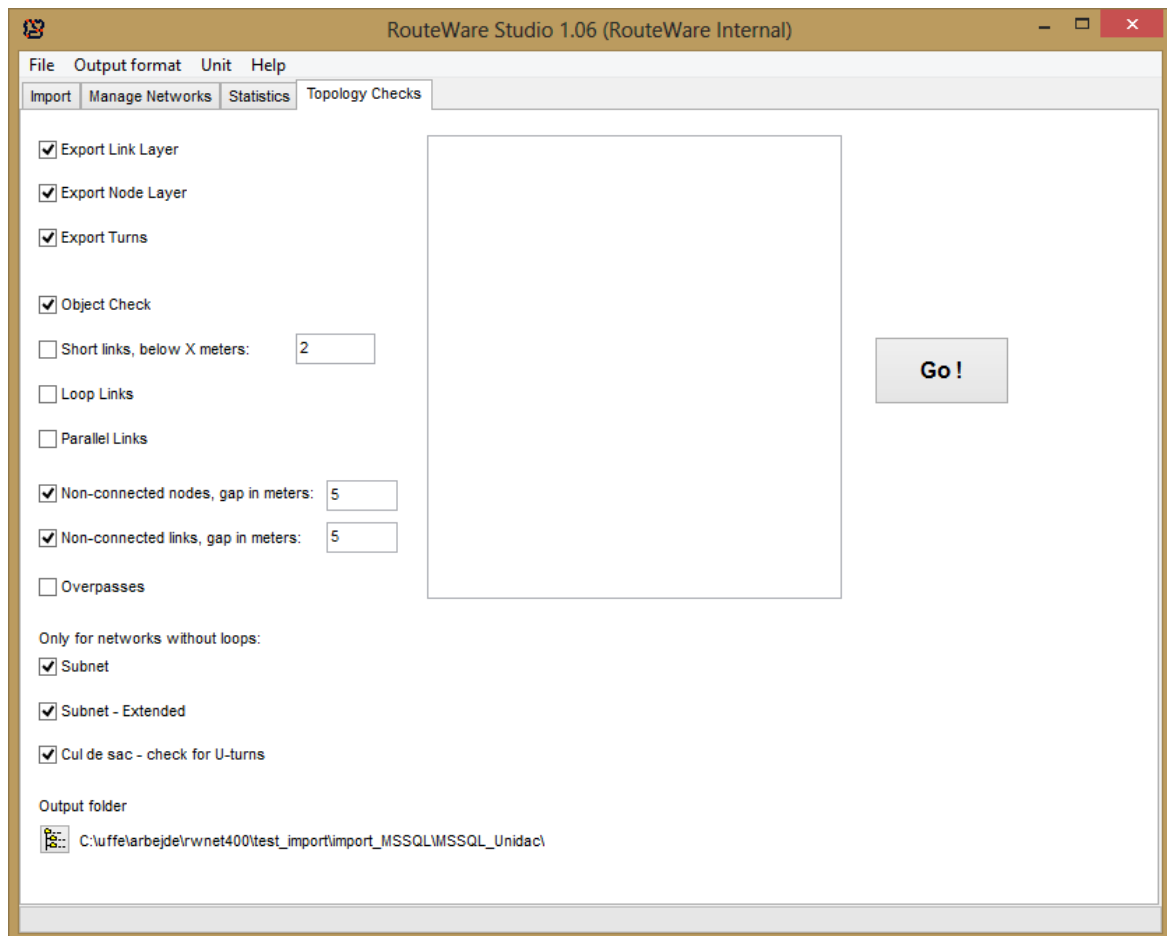 RouteWare Studio 1.06 (RouteWare Internal)
File Output format Unit Help
Import Manage Networks Statistics Topology Checks
Export Link Layer
Export Node Layer
Export Turns
Object Check
Short links, below X meters: 2
Loop Links
Parallel Links
Go !
Non-connected nodes, gap in meters: 5
Non-connected links, gap in meters: 5
Overpasses
Only for networks without loops:
Subnet
Subnet - Extended
Cul de sac - check for U-turns
Output folder
C:\uffe\arbejde\rwnet400\test_import\import_MSSQL\MSSQL_Unidac\